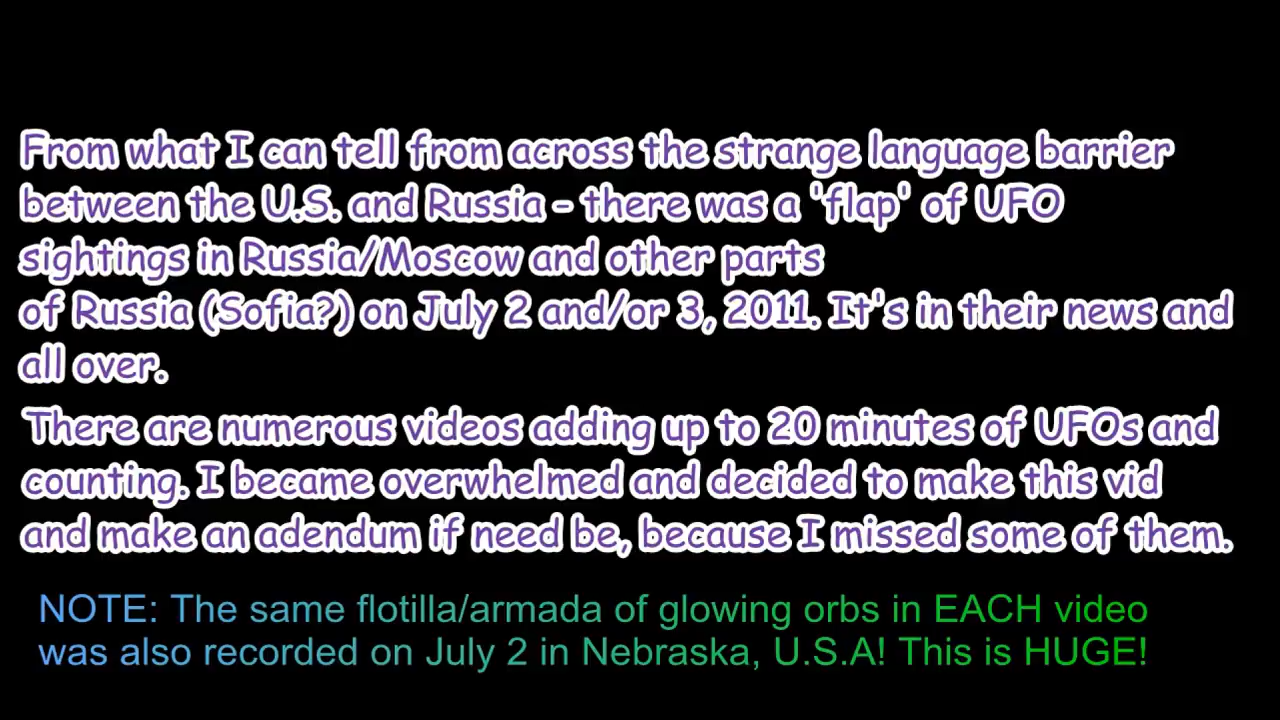 From what I can tell from across the strange language barrier
between the U.S. and Russia – there was a 'flap' of UFO
sightings in Russia/Moscow and other parts
of Russia (Sofia?) on July 2 and/or 3, 2011. It's in their news and
all over.
There are numerous videos adding up to 20 minutes of UFOs and
counting. I became overwhelmed and decided to make this vid
and make an adendum if need be, because I missed some of them.
NOTE: The same flotilla/armada of glowing orbs in EACH video
was also recorded on July 2 in Nebraska, U.S.A! This is HUGE!